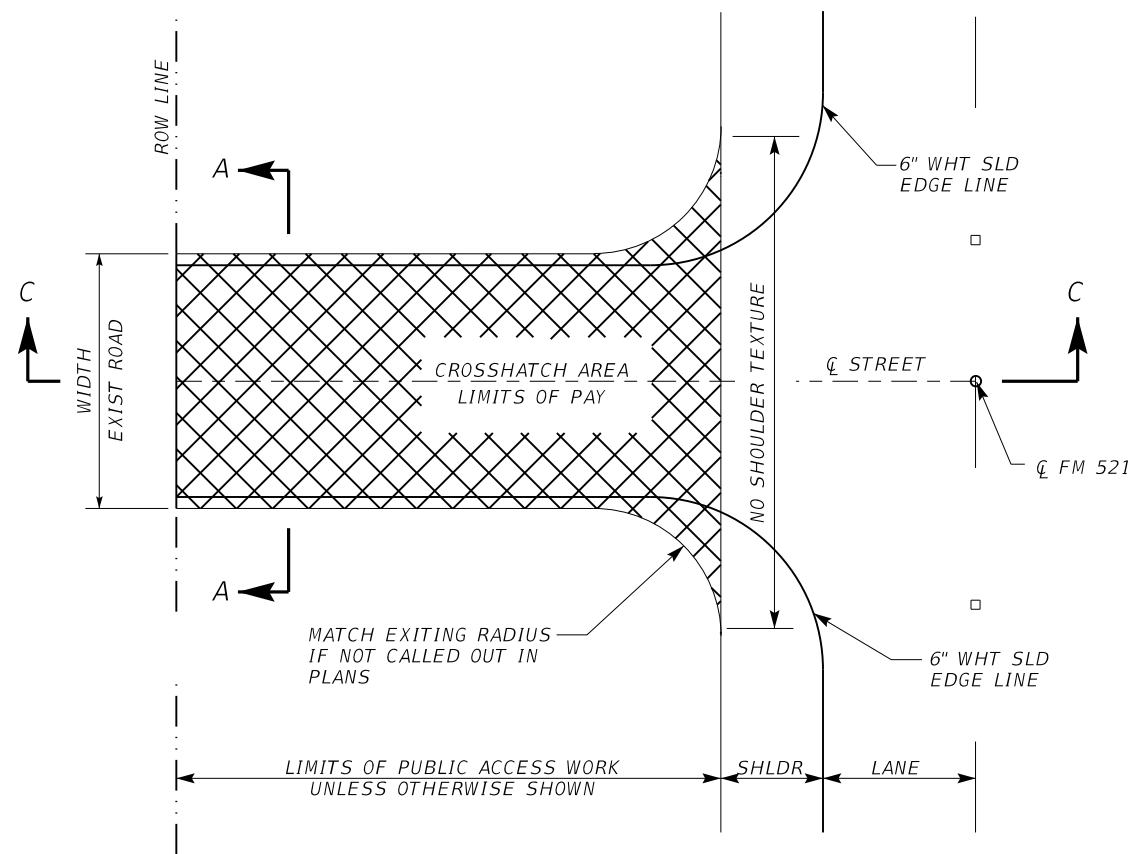 ROW LINE
A
6" WHT SLD
EDGE LINE
C
C
WIDTH
EXIST ROAD
CROSSHATCH AREA
LIMITS OF PAY
NO SHOULDER TEXTURE
℄ STREET
℄ FM 521
A
MATCH EXITING RADIUS
IF NOT CALLED OUT IN
PLANS
6" WHT SLD
EDGE LINE
LIMITS OF PUBLIC ACCESS WORK
UNLESS OTHERWISE SHOWN
SHLDR
LANE